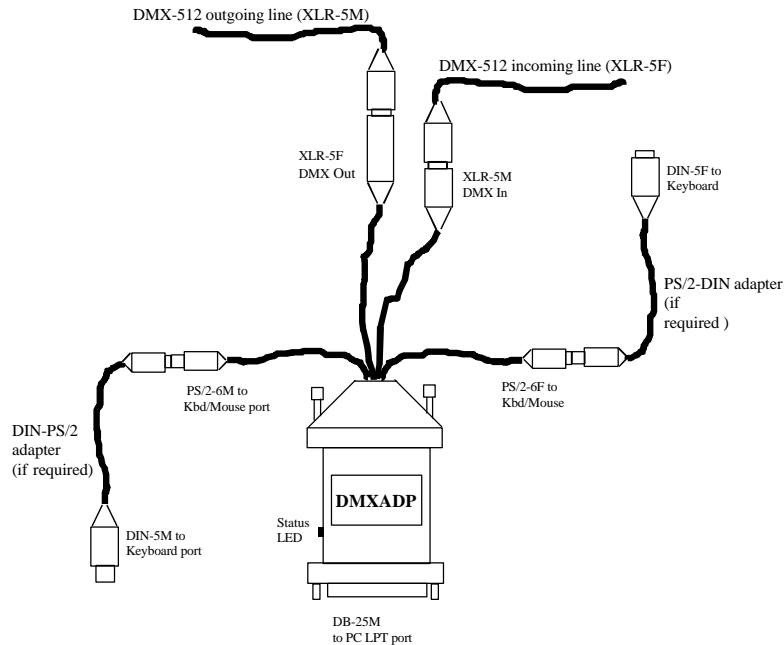 DMX-512 outgoing line (XLR-5M)
DMX-512 incoming line (XLR-5F)
XLR-5F
DMX Out
XLR-5M
DMX In
DIN-5F to
Keyboard
PS/2-DIN adapter
(if
required )
PS/2-6M to
Kbd/Mouse port
PS/2-6F to
Kbd/Mouse
DIN-PS/2
adapter
(if required)
DMXADP
Status
LED
DIN-5M to
Keyboard port
DB-25M
to PC LPT port